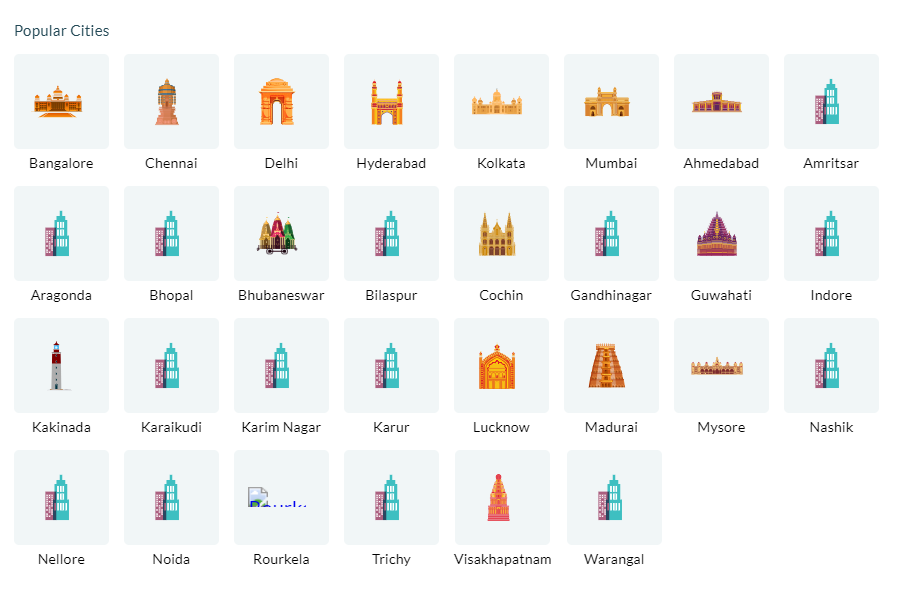 Popular Cities
Bangalore Chennai Delhi Hyderabad Kolkata Mumbai Ahmedabad Amritsar
Aragonda Bhopal Bhubaneswar Bilaspur Cochin Gandhinagar Guwahati Indore
Kakinada Karaikudi Karim Nagar Karur Lucknow Madurai Mysore Nashik
Nellore Noida Rourkela Trichy Visakhapatnam Warangal